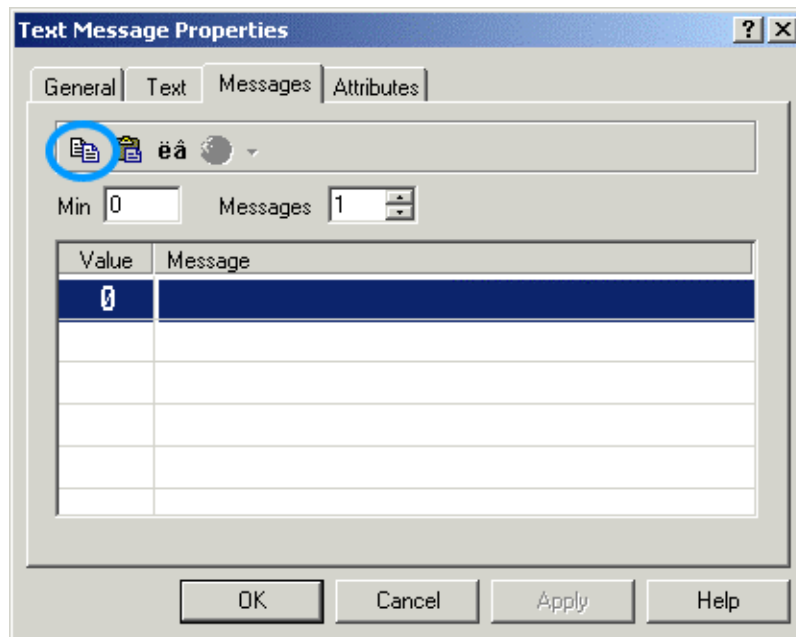 Text Message Properties
General Text Messages Attributes
ëâ
Min 0 Messages 1
Value Message
0
OK Cancel Apply Help